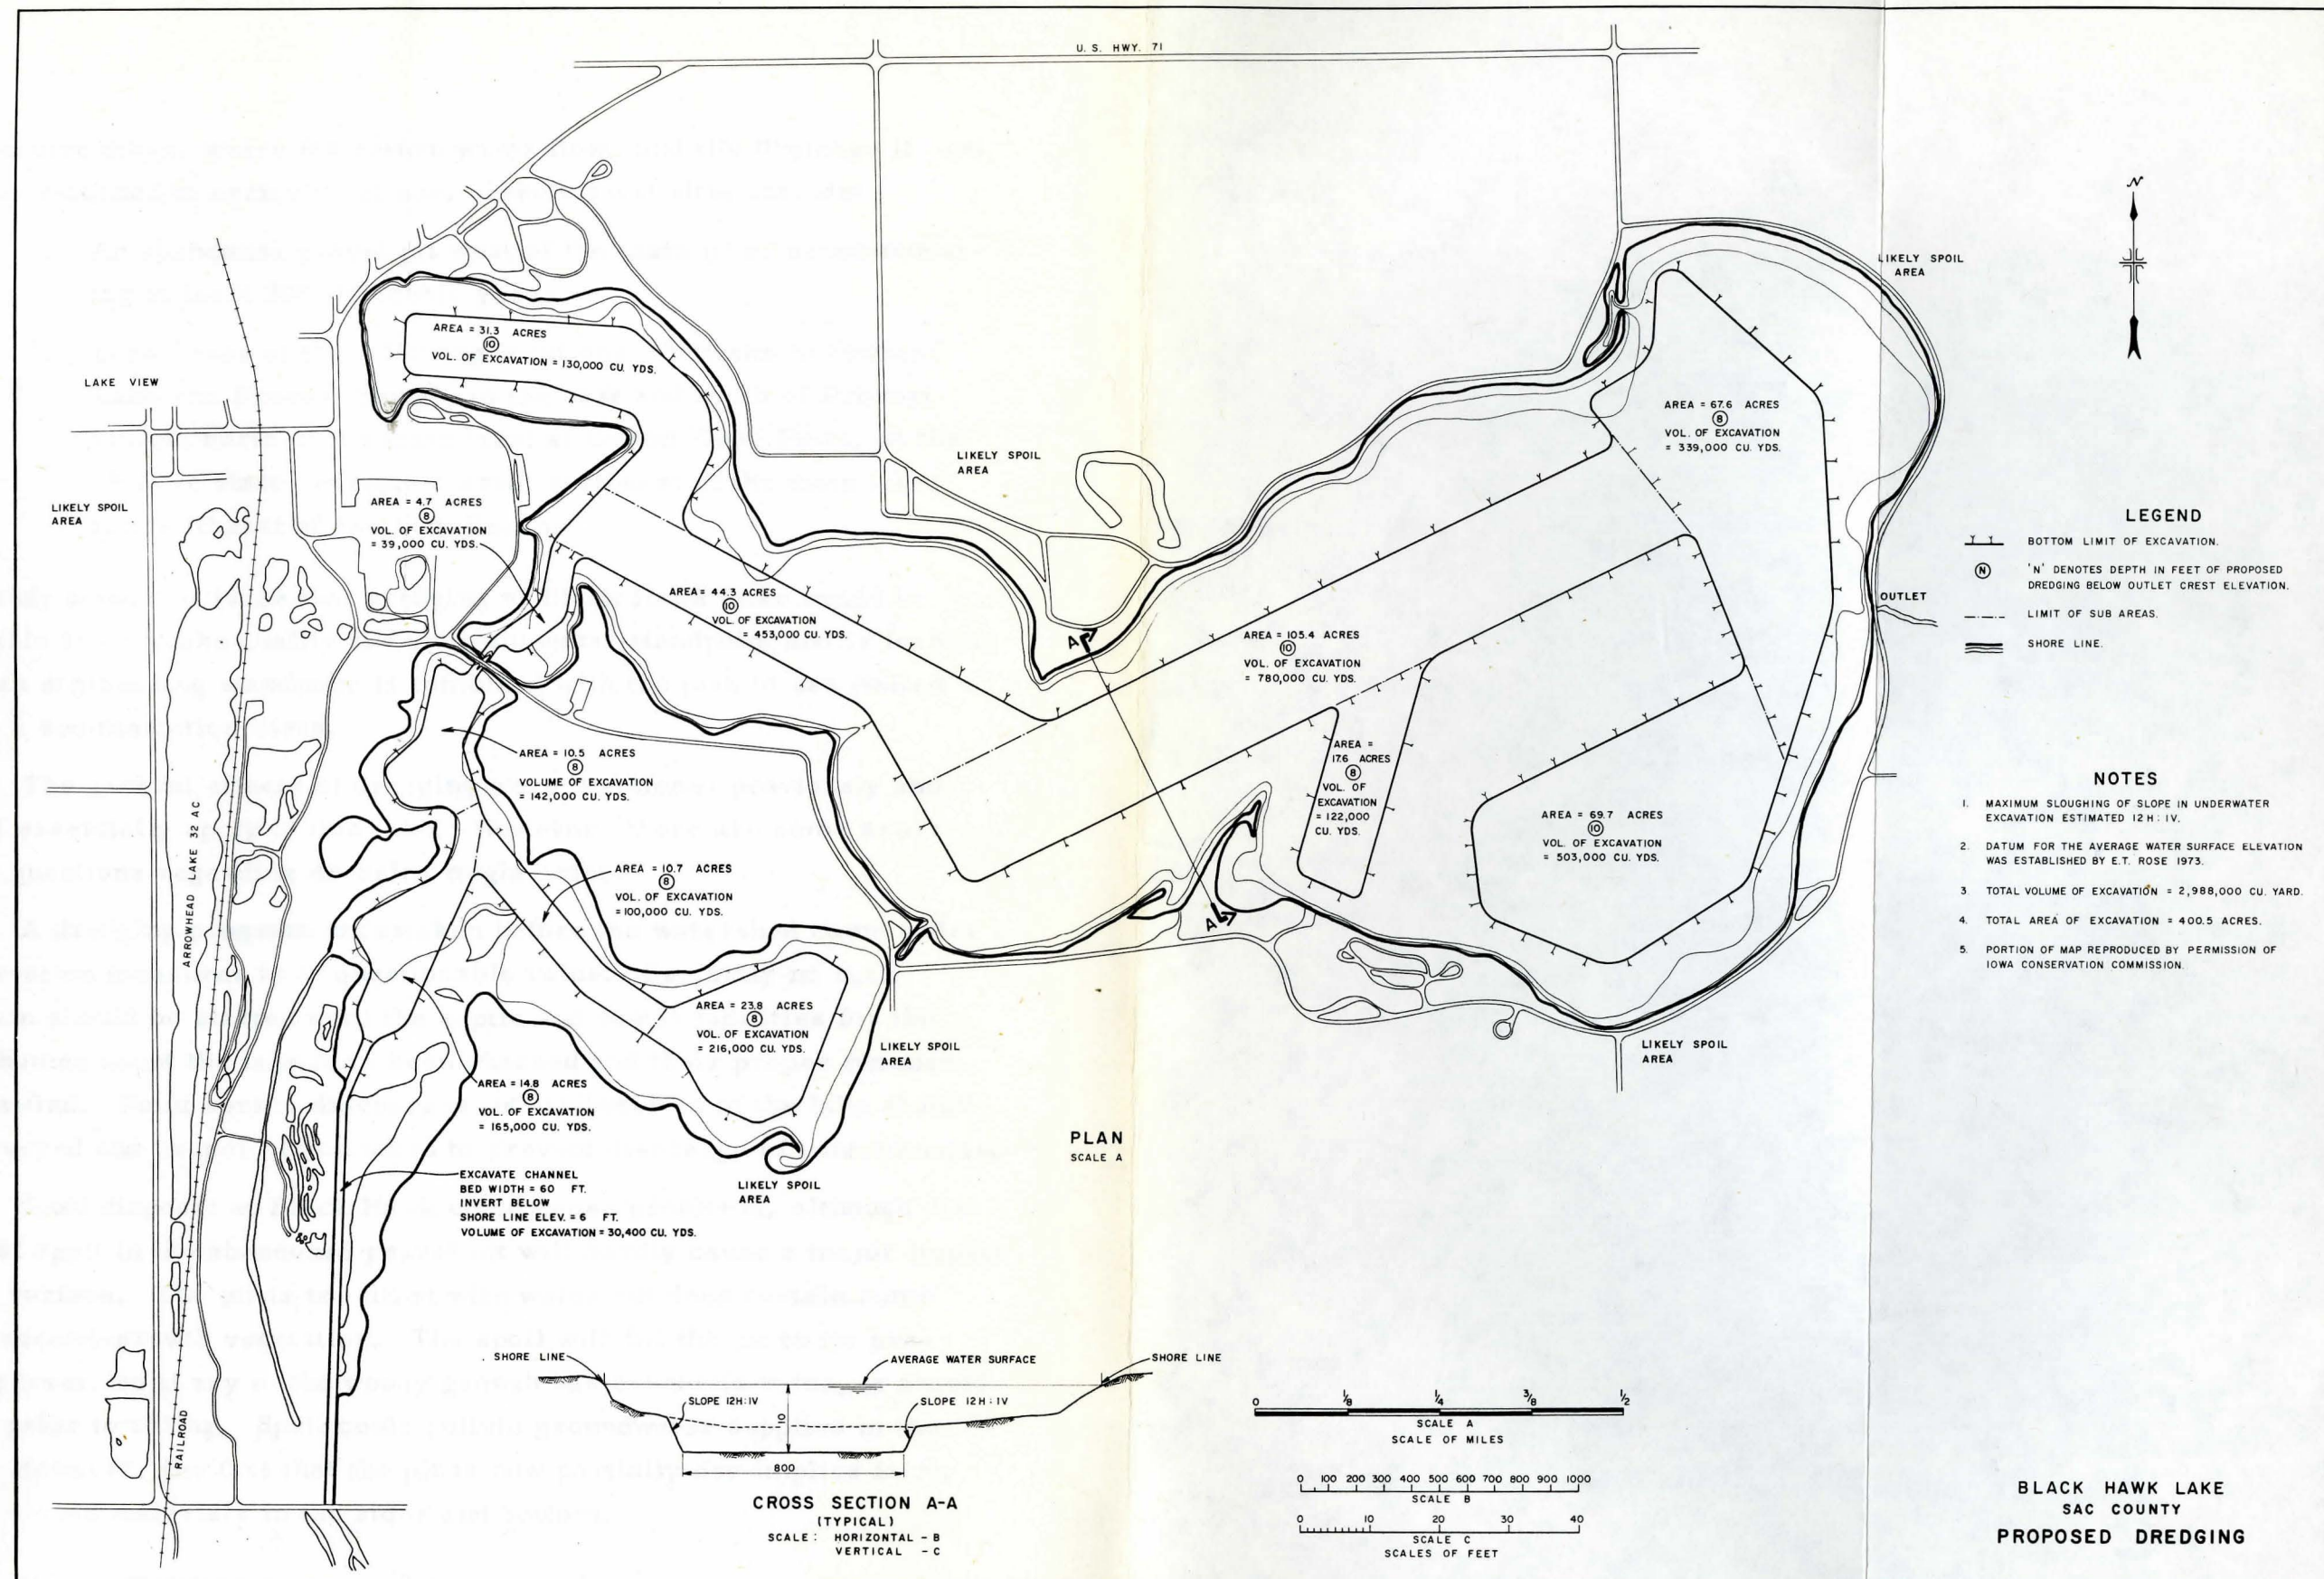 U. S. HWY. 71
N
LIKELY SPOIL
AREA
AREA = 31.3 ACRES
10
VOL. OF EXCAVATION = 130,000 CU. YDS.
LAKE VIEW
AREA = 67.6 ACRES
8
VOL. OF EXCAVATION
= 339,000 CU. YDS.
LIKELY SPOIL
AREA
LIKELY SPOIL
AREA
AREA = 4.7 ACRES
8
VOL. OF EXCAVATION
= 39,000 CU. YDS.
LEGEND
BOTTOM LIMIT OF EXCAVATION.
N
'N' DENOTES DEPTH IN FEET OF PROPOSED
DREDGING BELOW OUTLET CREST ELEVATION.
LIMIT OF SUB AREAS.
SHORE LINE.
OUTLET
AREA = 44.3 ACRES
10
VOL. OF EXCAVATION
= 453,000 CU. YDS.
A
AREA = 105.4 ACRES
10
VOL. OF EXCAVATION
= 780,000 CU. YDS.
AREA = 10.5 ACRES
8
VOLUME OF EXCAVATION
= 142,000 CU. YDS.
AREA =
17.6 ACRES
8
VOL. OF
EXCAVATION
= 122,000
CU. YDS.
AREA = 69.7 ACRES
10
VOL. OF EXCAVATION
= 503,000 CU. YDS.
NOTES
1. MAXIMUM SLOUGHING OF SLOPE IN UNDERWATER
EXCAVATION ESTIMATED 12H : 1V.
2. DATUM FOR THE AVERAGE WATER SURFACE ELEVATION
WAS ESTABLISHED BY E.T. ROSE 1973.
3. TOTAL VOLUME OF EXCAVATION = 2,988,000 CU. YARD.
4. TOTAL AREA OF EXCAVATION = 400.5 ACRES.
5. PORTION OF MAP REPRODUCED BY PERMISSION OF
IOWA CONSERVATION COMMISSION.
ARROWHEAD LAKE 32 AC
AREA = 10.7 ACRES
8
VOL. OF EXCAVATION
= 100,000 CU. YDS.
A
AREA = 23.8 ACRES
8
VOL. OF EXCAVATION
= 216,000 CU. YDS.
LIKELY SPOIL
AREA
LIKELY SPOIL
AREA
AREA = 14.8 ACRES
8
VOL. OF EXCAVATION
= 165,000 CU. YDS.
PLAN
SCALE A
EXCAVATE CHANNEL
BED WIDTH = 60 FT.
INVERT BELOW
SHORE LINE ELEV. = 6 FT.
VOLUME OF EXCAVATION = 30,400 CU. YDS.
LIKELY SPOIL
AREA
RAILROAD
SHORE LINE
AVERAGE WATER SURFACE
SHORE LINE
SLOPE 12H : 1V
10
SLOPE 12H : 1V
800
CROSS SECTION A-A
(TYPICAL)
SCALE : HORIZONTAL - B
VERTICAL - C
0 1/8 1/4 3/8 1/2
SCALE A
SCALE OF MILES
0 100 200 300 400 500 600 700 800 900 1000
SCALE B
0 10 20 30 40
SCALE C
SCALES OF FEET
BLACK HAWK LAKE
SAC COUNTY
PROPOSED DREDGING